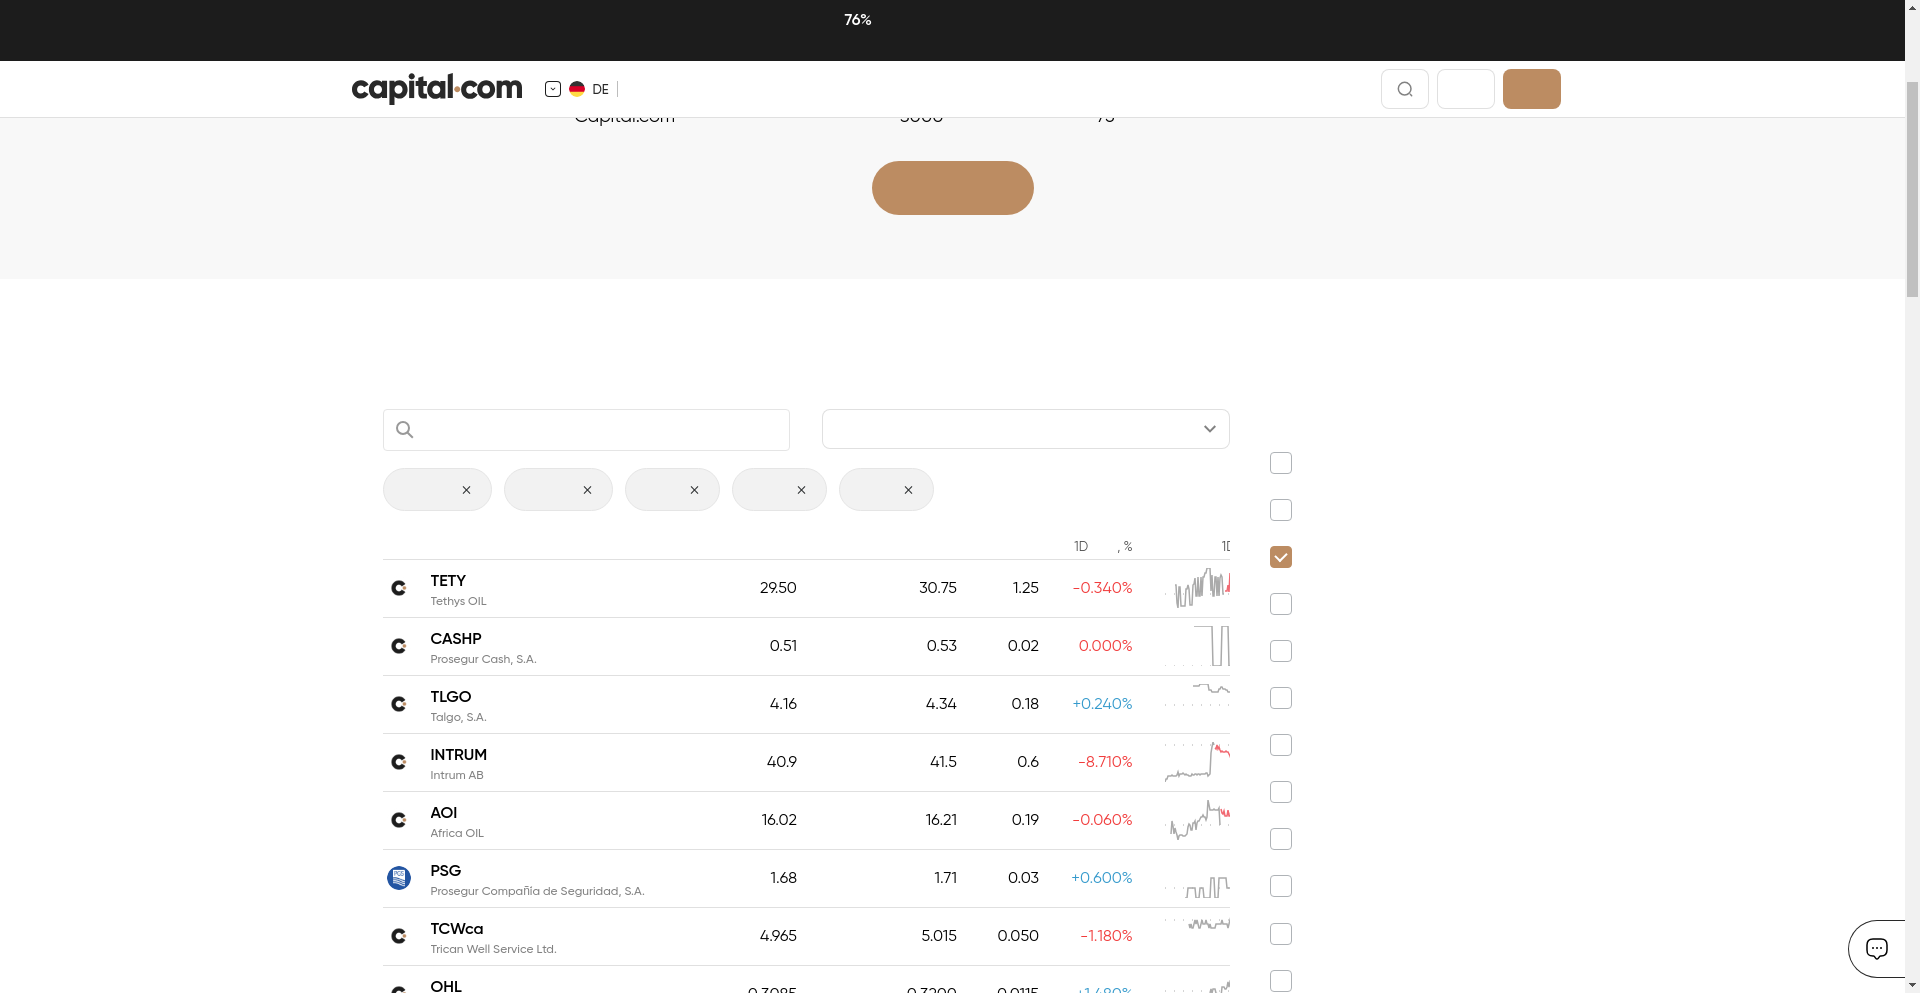 76%
capital.com
DE
Capital.com 3000 75
1D , % 1D
TETY 29.50 30.75 1.25 -0.340%
Tethys OIL
CASHP 0.51 0.53 0.02 0.000%
Prosegur Cash, S.A.
TLGO 4.16 4.34 0.18 +0.240%
Talgo, S.A.
INTRUM 40.9 41.5 0.6 -8.710%
Intrum AB
AOI 16.02 16.21 0.19 -0.060%
Africa OIL
PSG 1.68 1.71 0.03 +0.600%
Prosegur Compañía de Seguridad, S.A.
TCWca 4.965 5.015 0.050 -1.180%
Trican Well Service Ltd.
OHL 0.3085 0.3200 0.0115 +1.480%